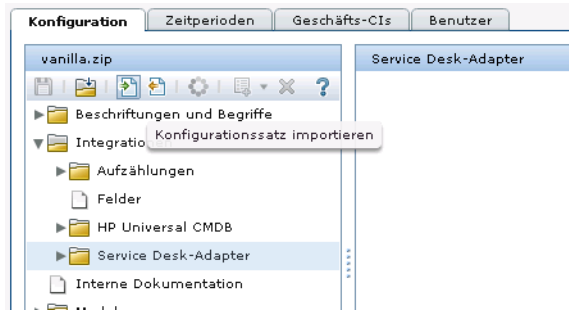 Konfiguration Zeitperioden Geschäfts-CIs Benutzer
vanilla.zip
Service Desk-Adapter
?
Beschriftungen und Begriffe
Konfigurationssatz importieren
Aufzählungen
Felder
HP Universal CMDB
Service Desk-Adapter
Interne Dokumentation